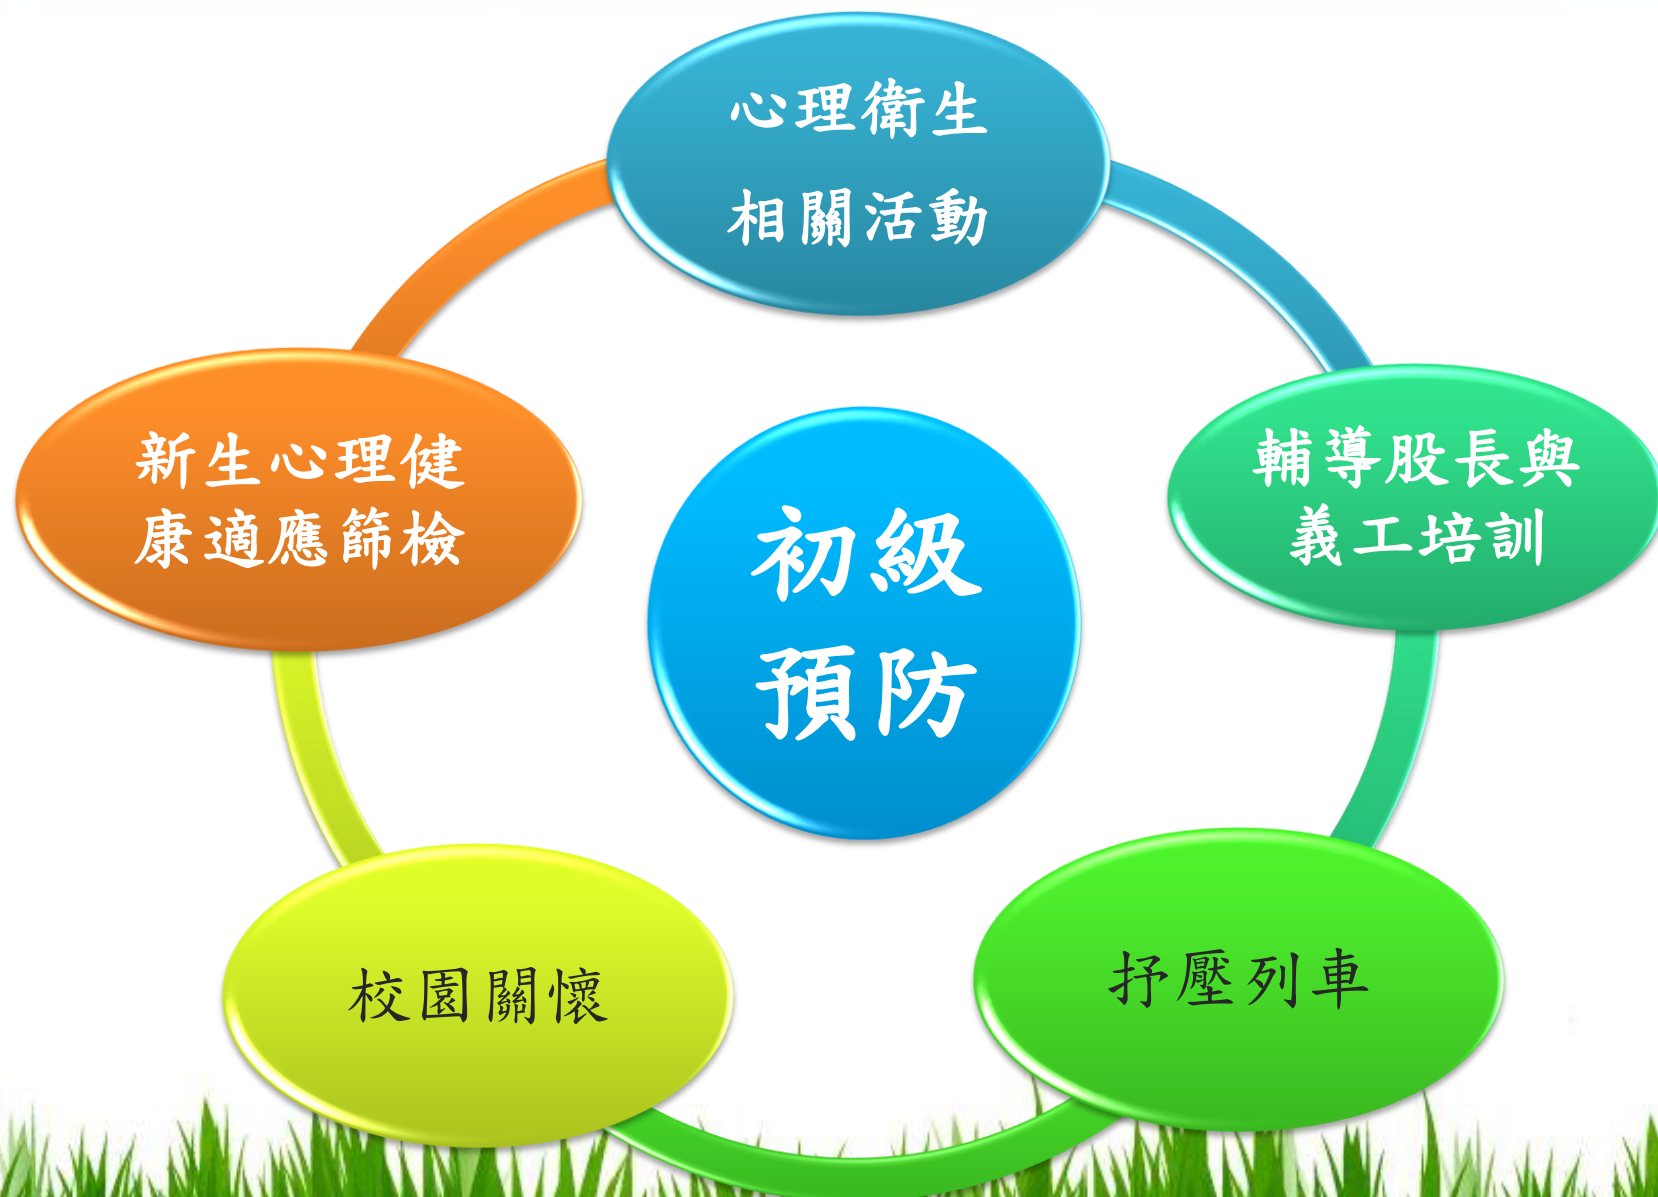 心理衛生
相關活動
新生心理健
康適應篩檢
輔導股長與
義工培訓
初級
預防
校園關懷
抒壓列車